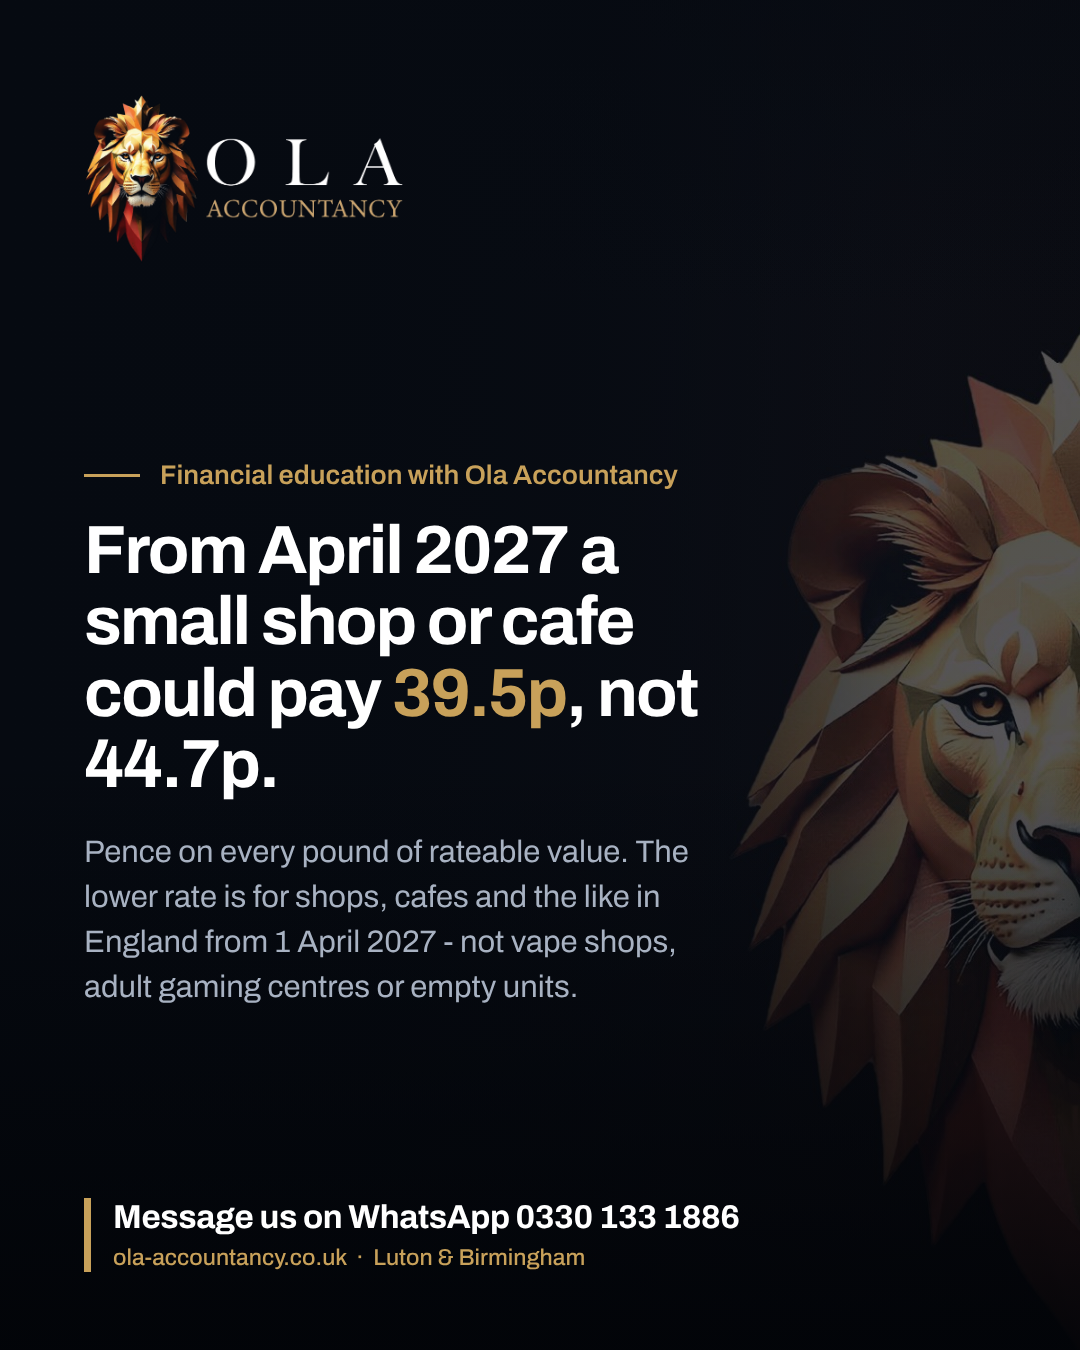 OLA
ACCOUNTANCY
Financial education with Ola Accountancy
From April 2027 a
small shop or cafe
could pay 39.5p, not
44.7p.
Pence on every pound of rateable value. The
lower rate is for shops, cafes and the like in
England from 1 April 2027 - not vape shops,
adult gaming centres or empty units.
Message us on WhatsApp 0330 133 1886
ola-accountancy.co.uk · Luton & Birmingham